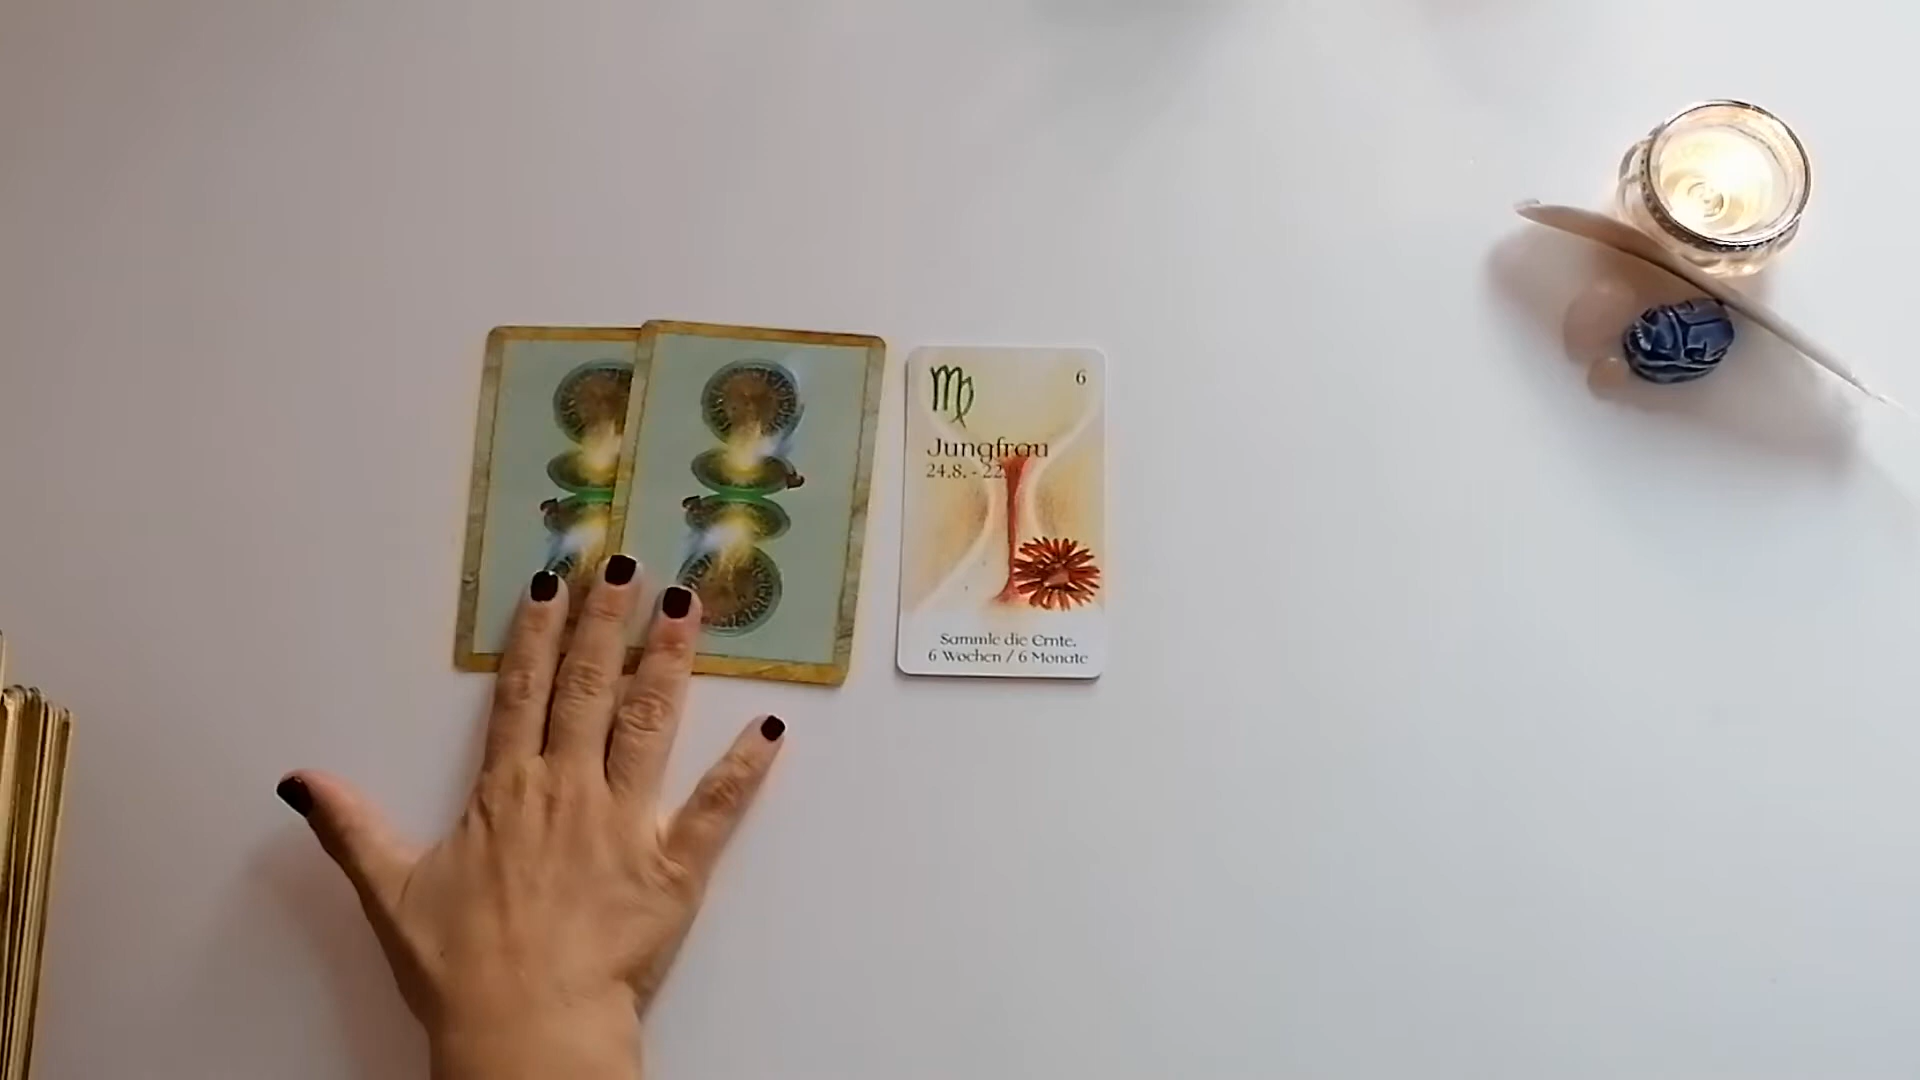 6
Jungfrau
24.8. - 22.
Sammle die Ernte.
6 Wochen / 6 Monate